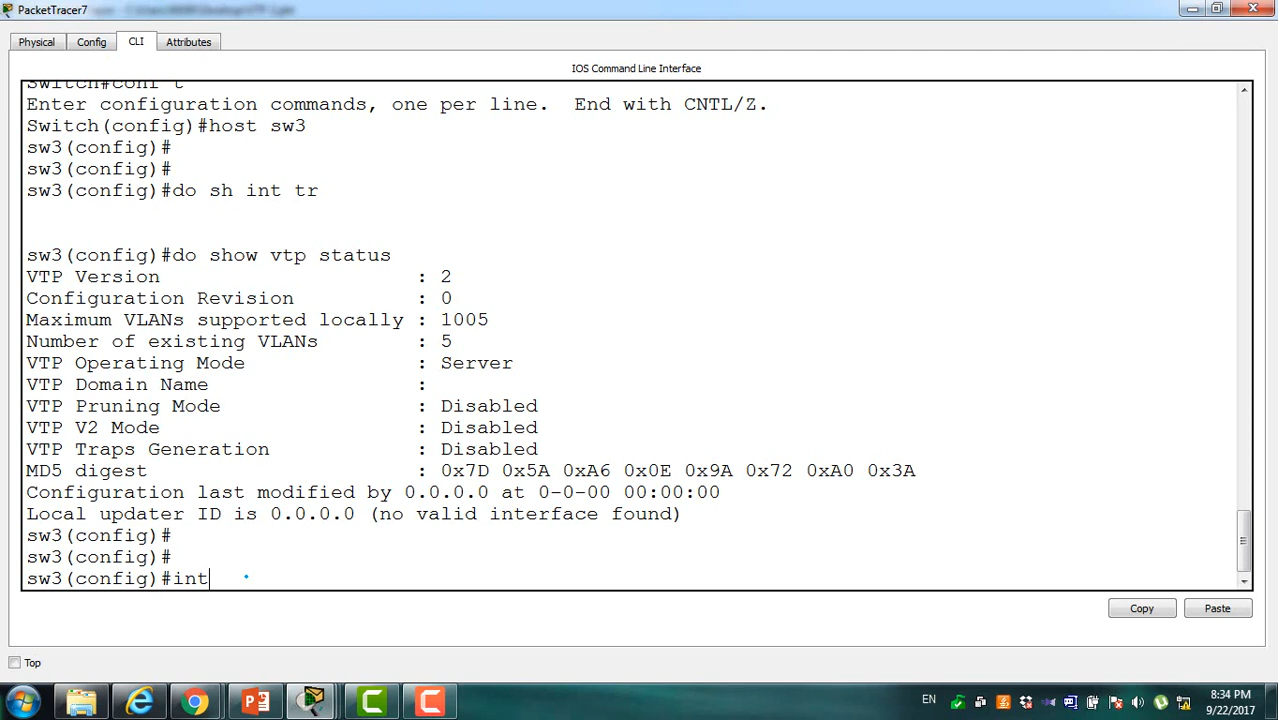 PacketTracer7
Physical
Config
CLI
Attributes
IOS Command Line Interface
Switch#conf t
Enter configuration commands, one per line.  End with CNTL/Z.
Switch(config)#host sw3
sw3(config)#
sw3(config)#
sw3(config)#do sh int tr
sw3(config)#do show vtp status
VTP Version : 2
Configuration Revision : 0
Maximum VLANs supported locally : 1005
Number of existing VLANs : 5
VTP Operating Mode : Server
VTP Domain Name :
VTP Pruning Mode : Disabled
VTP V2 Mode : Disabled
VTP Traps Generation : Disabled
MD5 digest : 0x7D 0x5A 0xA6 0x0E 0x9A 0x72 0xA0 0x3A
Configuration last modified by 0.0.0.0 at 0-0-00 00:00:00
Local updater ID is 0.0.0.0 (no valid interface found)
sw3(config)#
sw3(config)#
sw3(config)#int
Copy
Paste
Top
EN
8:34 PM
9/22/2017